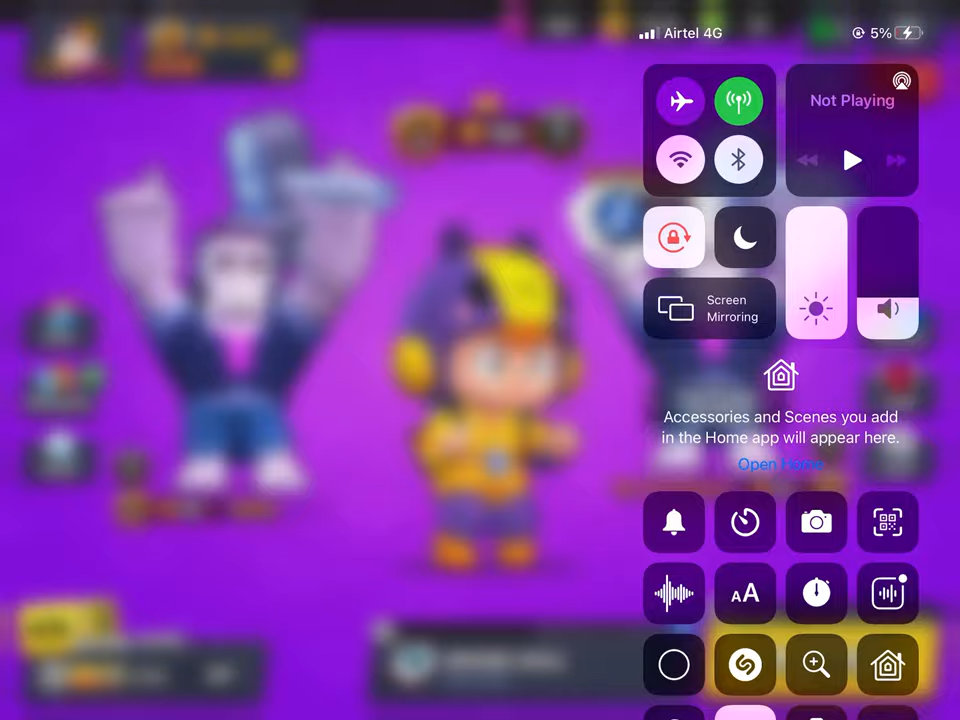 Airtel 4G
5%
Not Playing
Screen
Mirroring
Accessories and Scenes you add
in the Home app will appear here.
Open Home
AA